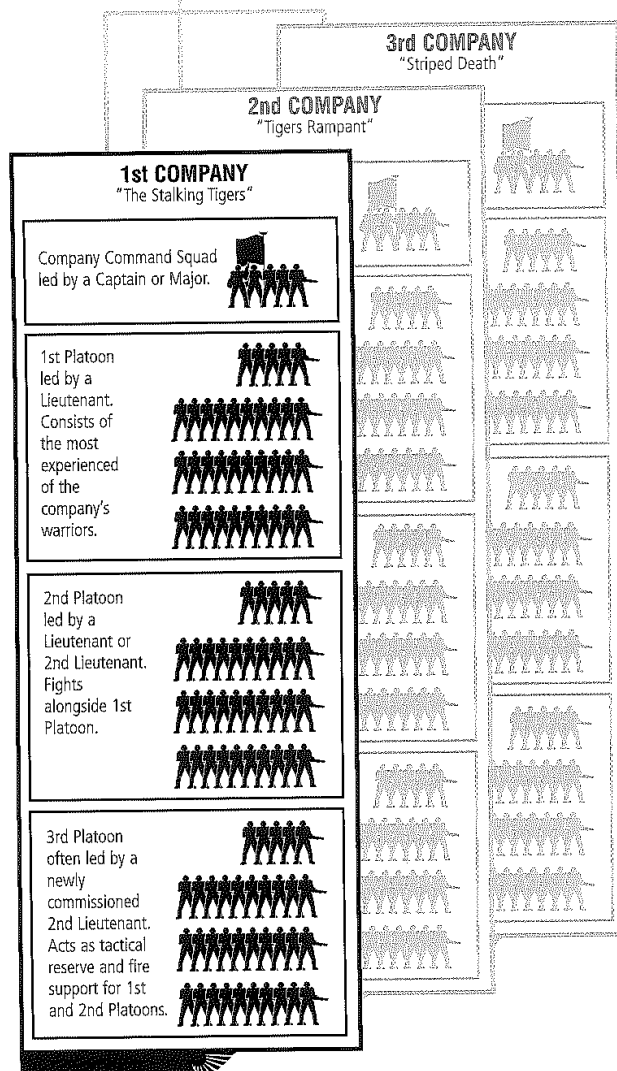 3rd COMPANY
"Striped Death"
2nd COMPANY
"Tigers Rampant"
1st COMPANY
"The Stalking Tigers"
Company Command Squad
led by a Captain or Major.
1st Platoon
led by a
Lieutenant.
Consists of
the most
experienced
of the
company's
warriors.
2nd Platoon
led by a
Lieutenant or
2nd Lieutenant.
Fights
alongside 1st
Platoon.
3rd Platoon
often led by a
newly
commissioned
2nd Lieutenant.
Acts as tactical
reserve and fire
support for 1st
and 2nd Platoons.